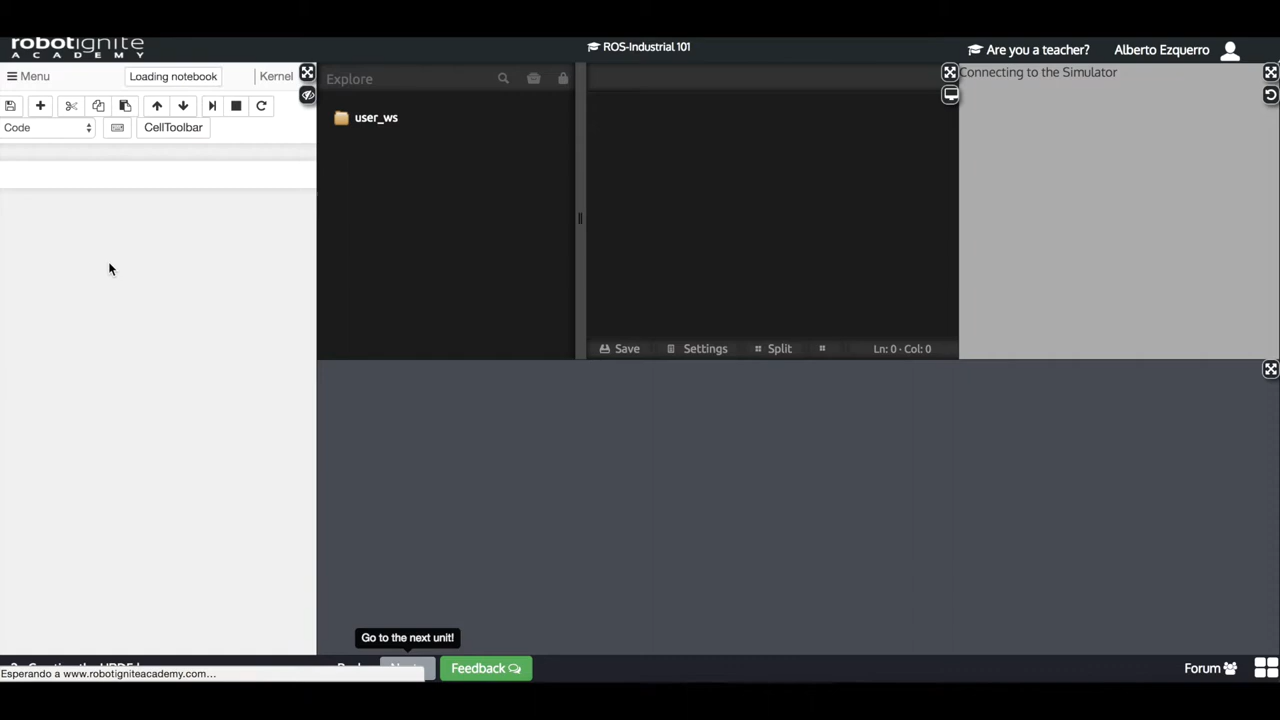 robotignite
ACADEMY
ROS-Industrial 101
Are you a teacher?
Alberto Ezquerro
Menu
Loading notebook
Kernel
Code
CellToolbar
Explore
user_ws
Save
Settings
Split
Ln: 0 - Col: 0
Connecting to the Simulator
Go to the next unit!
Feedback
Forum
Esperando a www.robotigniteacademy.com...